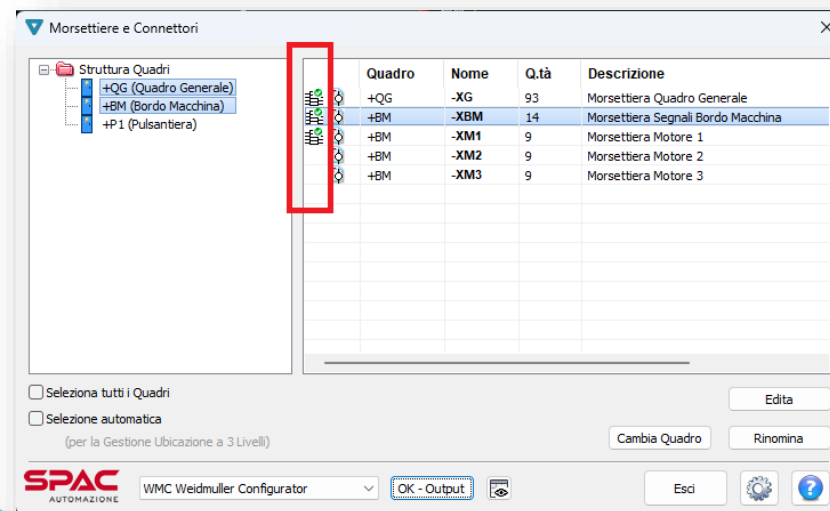 Morsettiere e Connettori
Struttura Quadri
+QG (Quadro Generale)
+BM (Bordo Macchina)
+P1 (Pulsantiera)
Quadro Nome Q.tà Descrizione
+QG -XG 93 Morsettiera Quadro Generale
+BM -XBM 14 Morsettiera Segnali Bordo Macchina
+BM -XM1 9 Morsettiera Motore 1
+BM -XM2 9 Morsettiera Motore 2
+BM -XM3 9 Morsettiera Motore 3
Seleziona tutti i Quadri
Selezione automatica
(per la Gestione Ubicazione a 3 Livelli)
Edita
Cambia Quadro
Rinomina
SPAC
AUTOMAZIONE
WMC Weidmuller Configurator
OK - Output
Esci